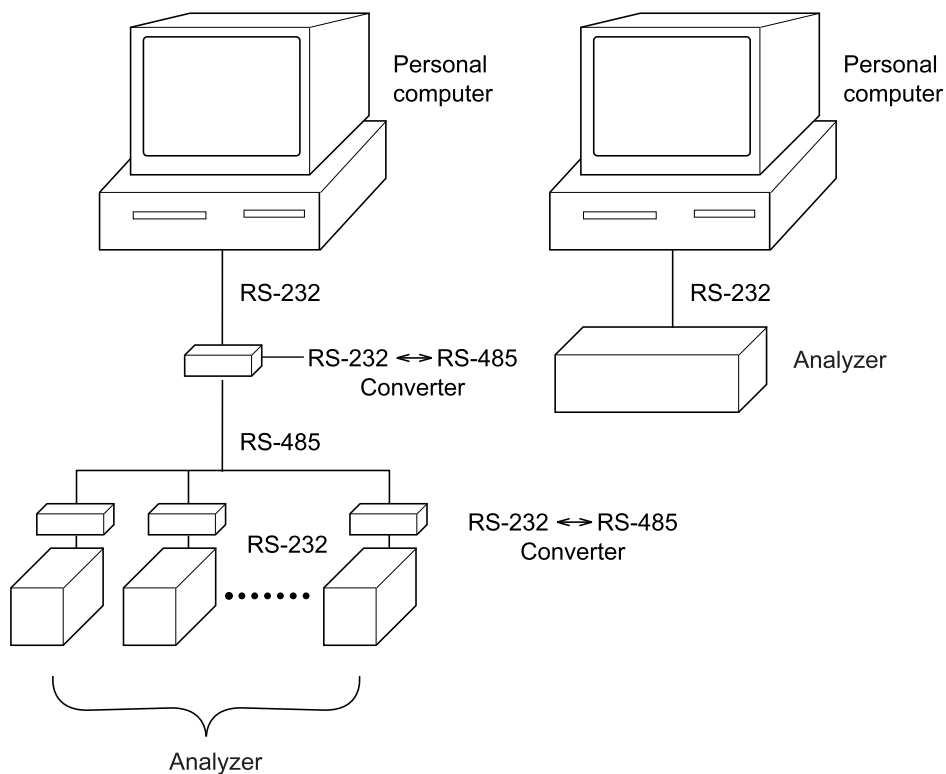 Personal
computer
RS-232
RS-232 ↔ RS-485
Converter
RS-485
RS-232
RS-232 ↔ RS-485
Converter
Analyzer
Personal
computer
RS-232
Analyzer